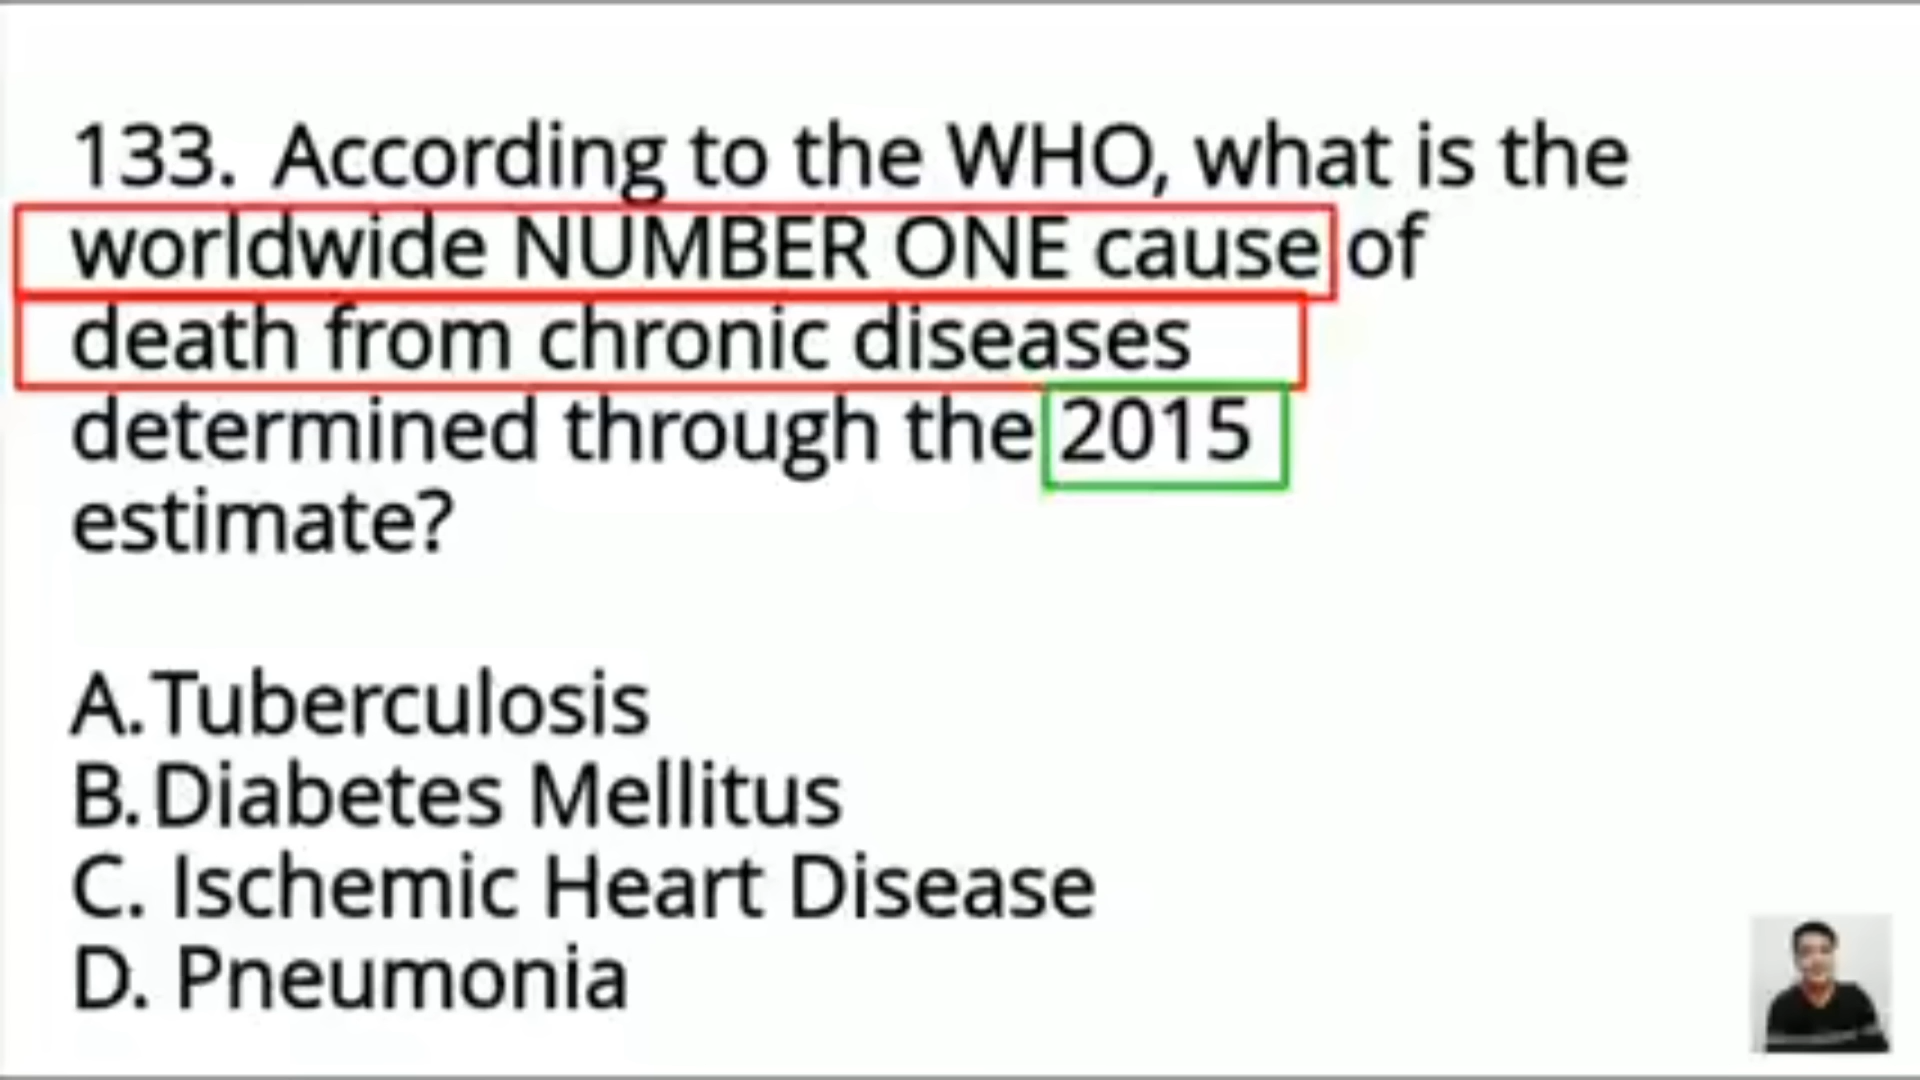 133. According to the WHO, what is the
worldwide NUMBER ONE cause of
death from chronic diseases
determined through the 2015
estimate?
A. Tuberculosis
B. Diabetes Mellitus
C. Ischemic Heart Disease
D. Pneumonia